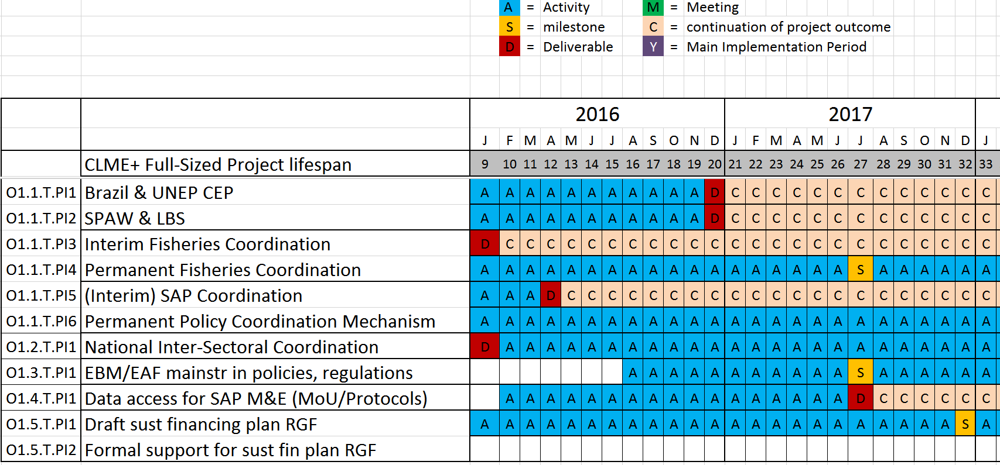 A = Activity M = Meeting
S = milestone C = continuation of project outcome
D = Deliverable Y = Main Implementation Period
2016 2017
J F M A M J J A S O N D J F M A M J J A S O N D J
CLME+ Full-Sized Project lifespan 9 10 11 12 13 14 15 16 17 18 19 20 21 22 23 24 25 26 27 28 29 30 31 32 33
O1.1.T.PI1 Brazil & UNEP CEP A A A A A A A A A A A D C C C C C C C C C C C C C
O1.1.T.PI2 SPAW & LBS A A A A A A A A A A A D C C C C C C C C C C C C C
O1.1.T.PI3 Interim Fisheries Coordination D C C C C C C C C C C C C C C C C C C C C C C C C
O1.1.T.PI4 Permanent Fisheries Coordination A A A A A A A A A A A A A A A A A A S A A A A A A
O1.1.T.PI5 (Interim) SAP Coordination A A A D C C C C C C C C C C C C C C C C C C C C C
O1.1.T.PI6 Permanent Policy Coordination Mechanism A A A A A A A A A A A A A A A A A A A A A A A A A
O1.2.T.PI1 National Inter-Sectoral Coordination D A A A A A A A A A A A A A A A A A A A A A A A A
O1.3.T.PI1 EBM/EAF mainstr in policies, regulations A A A A A A A A A A A S A A A A A A
O1.4.T.PI1 Data access for SAP M&E (MoU/Protocols) A A A A A A A A A A A A A A A A A D C C C C C C
O1.5.T.PI1 Draft sust financing plan RGF A A A A A A A A A A A A A A A A A A A A A A A S A
O1.5.T.PI2 Formal support for sust fin plan RGF